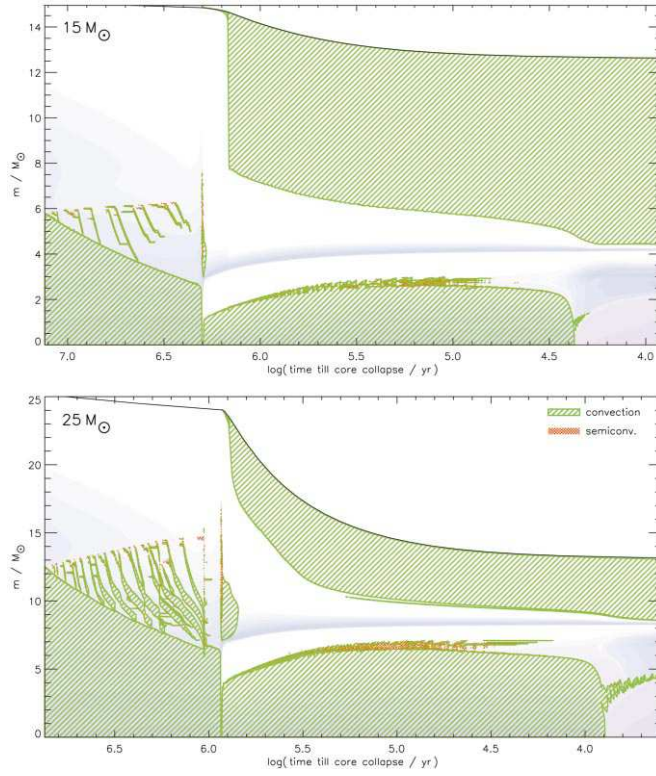 15 M☉
14
12
10
8
6
4
2
0
m / M☉
7.0 6.5 6.0 5.5 5.0 4.5 4.0
log(time till core collapse / yr)
25 M☉
convection
semiconv.
25
20
15
10
5
0
m / M☉
6.5 6.0 5.5 5.0 4.5 4.0
log(time till core collapse / yr)